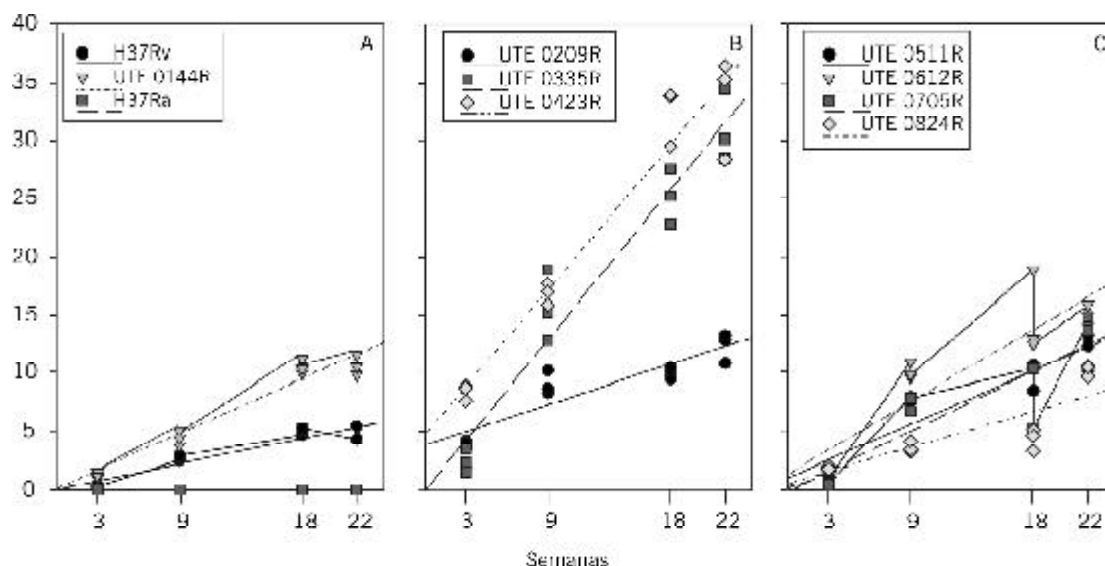 40
35
30
25
20
15
10
5
0
A
H37Rv
UTE 0144R
H37Ra
3 9 18 22
B
UTE 0209R
UTE 0335R
UTE 0423R
3 9 18 22
C
UTE 0511R
UTE 0612R
UTE 0705R
UTE 0824R
3 9 18 22
Semanas